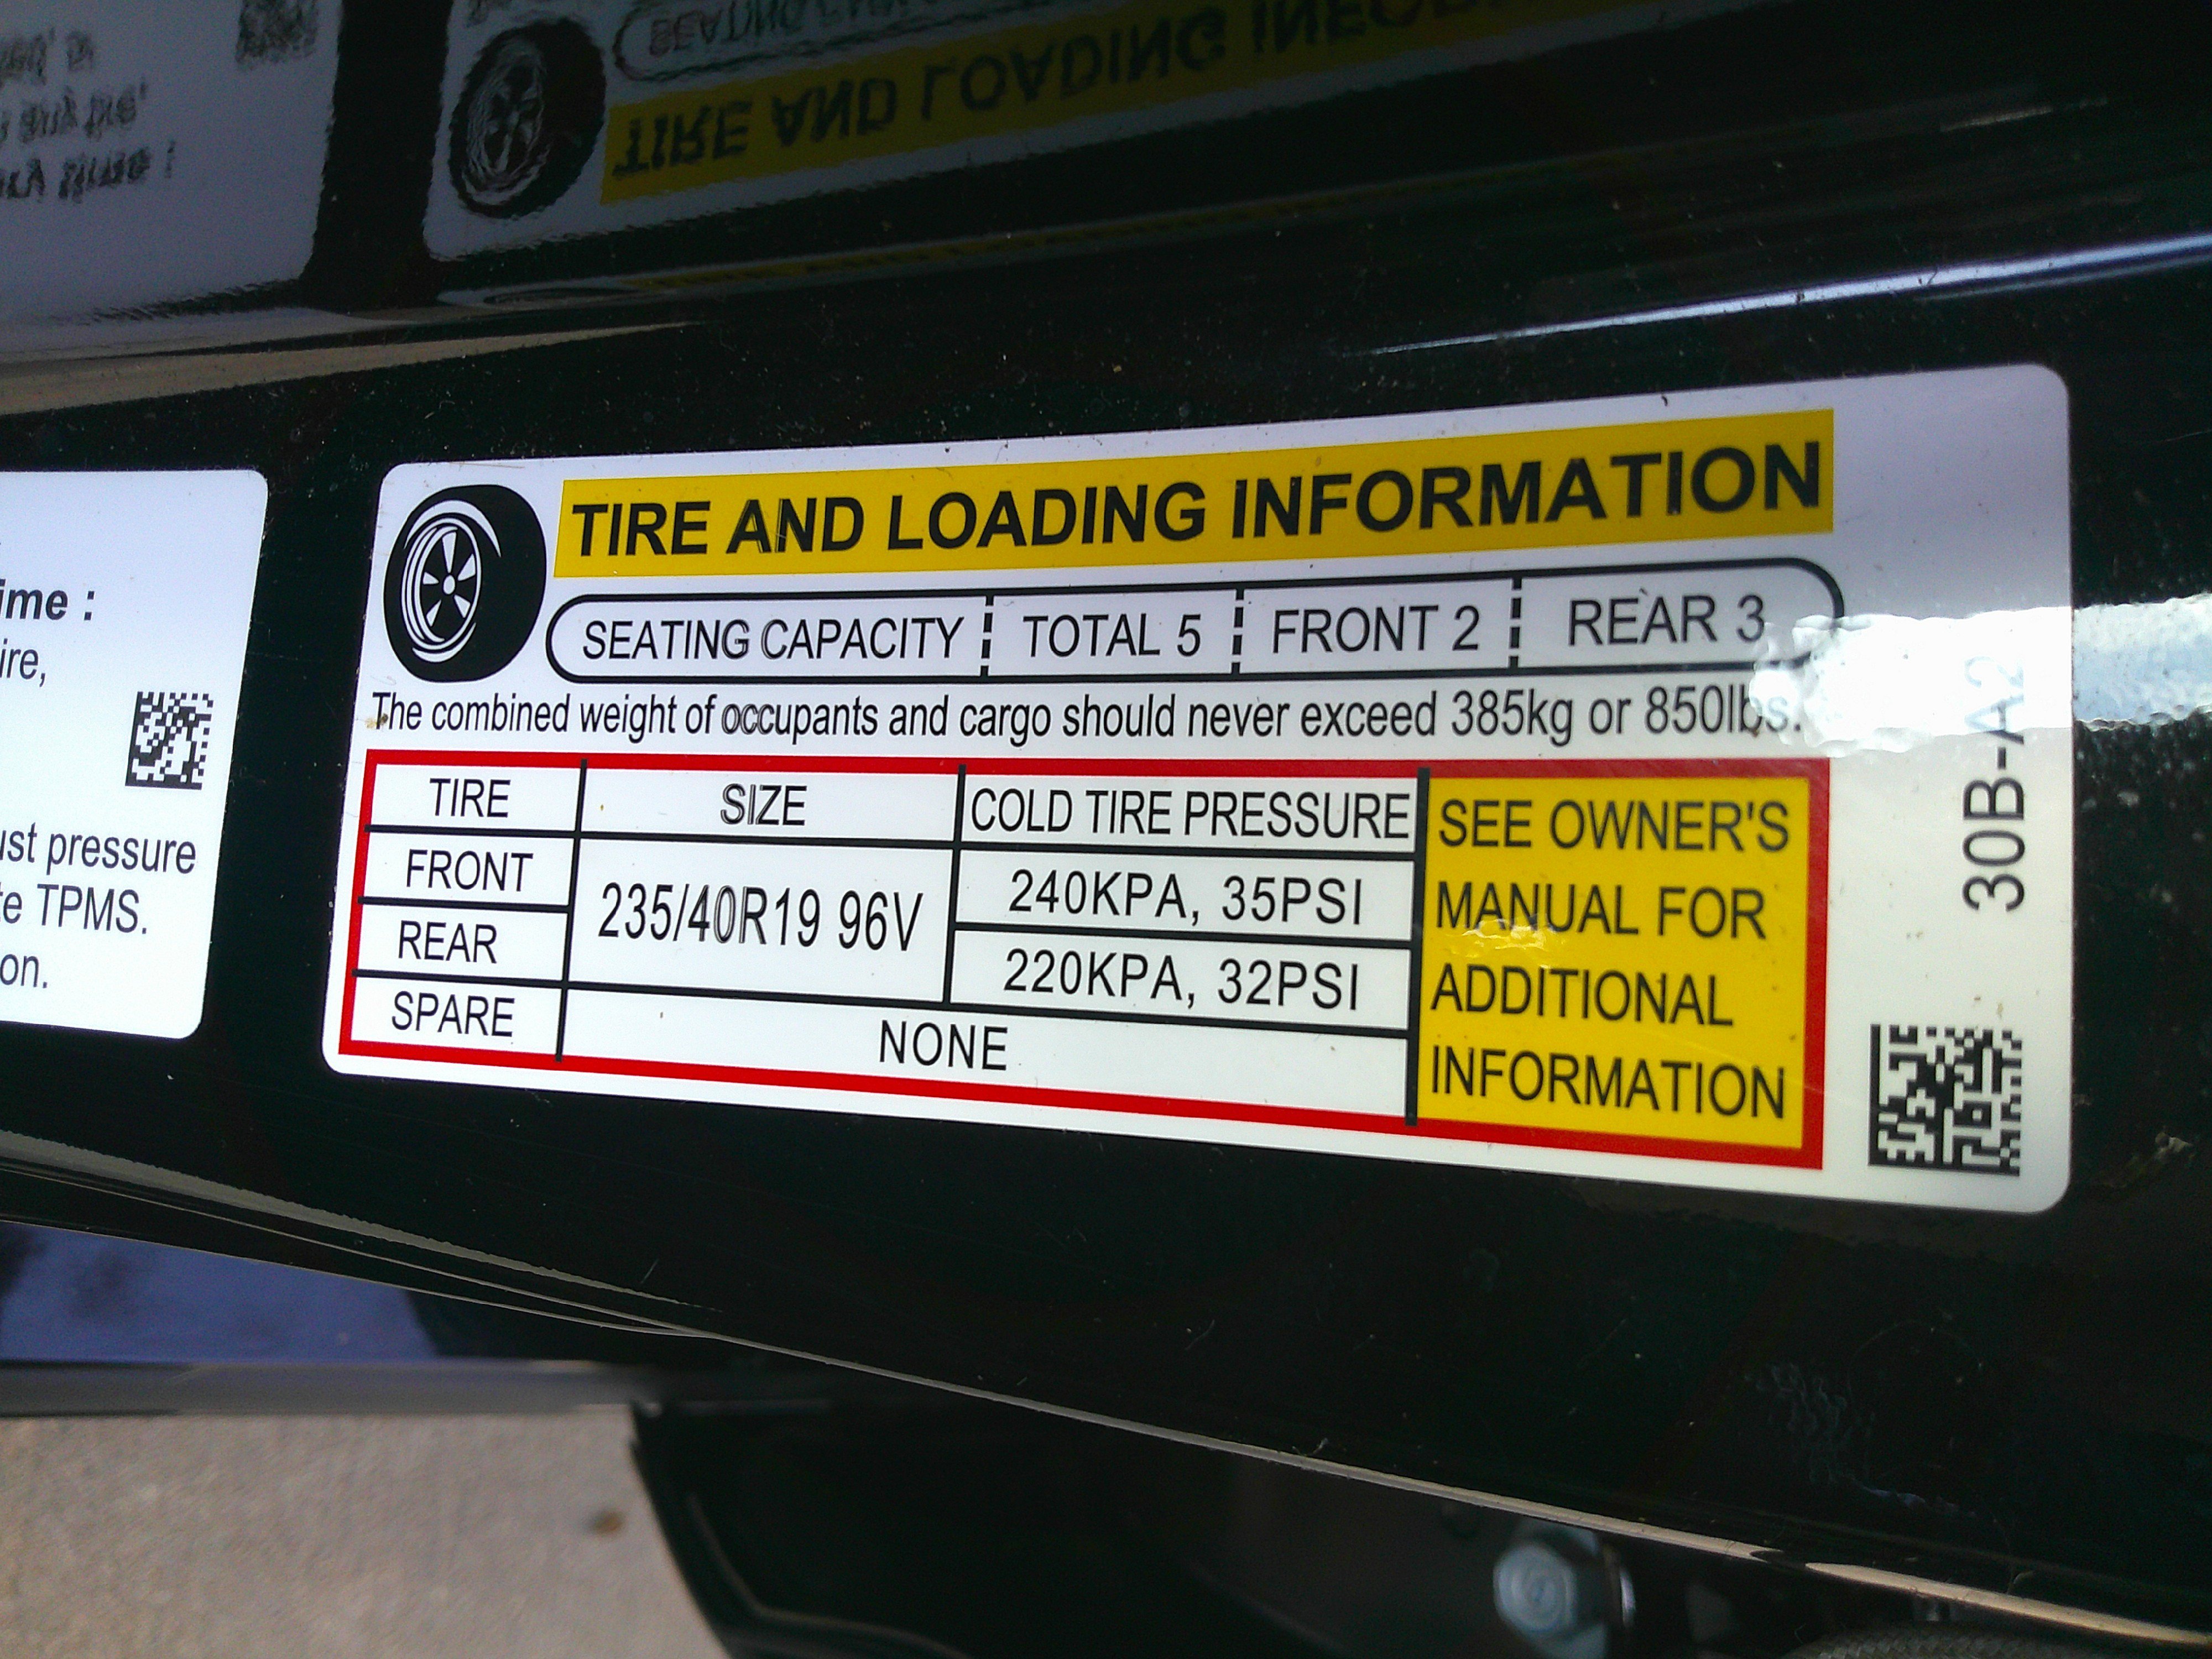 TIRE AND LOADING INFORMATION
TIRE AND LOADING INFORMATION
SEATING CAPACITY TOTAL 5 FRONT 2 REAR 3
The combined weight of occupants and cargo should never exceed 385kg or 850lbs.
TIRE SIZE COLD TIRE PRESSURE
FRONT 235/40R19 96V 240KPA, 35PSI
REAR 220KPA, 32PSI
SPARE NONE
SEE OWNER'S
MANUAL FOR
ADDITIONAL
INFORMATION
30B-A2
ime :
ire,
ust pressure
te TPMS.
on.